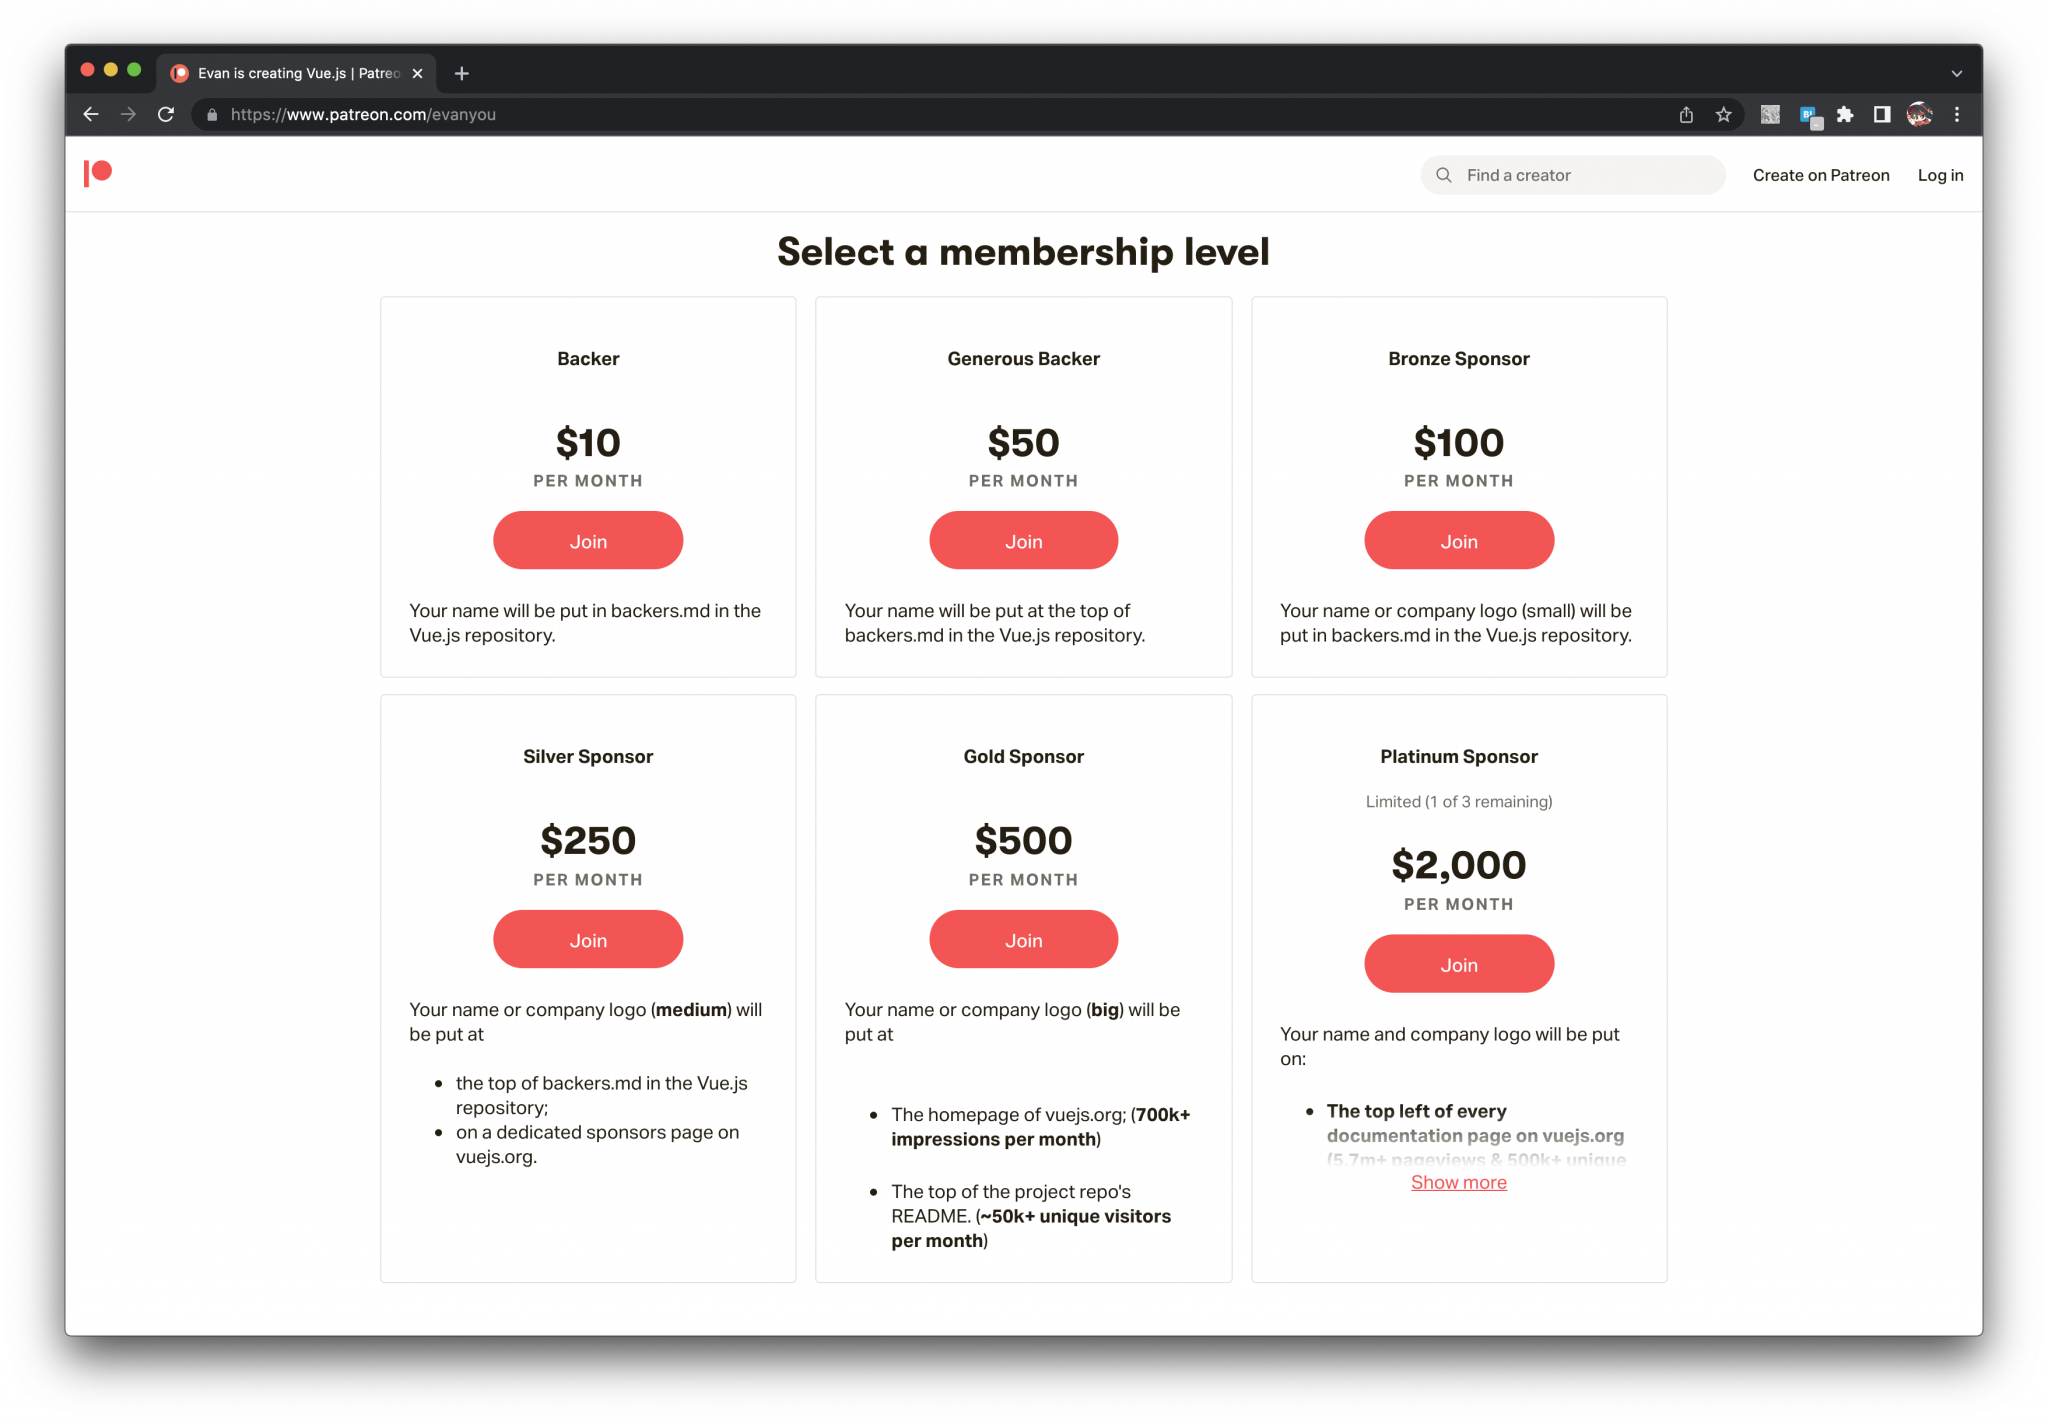 Evan is creating Vue.js | Patreo
https://www.patreon.com/evanyou
Find a creator
Create on Patreon
Log in
Select a membership level
Backer
$10
PER MONTH
Join
Your name will be put in backers.md in the
Vue.js repository.
Generous Backer
$50
PER MONTH
Join
Your name will be put at the top of
backers.md in the Vue.js repository.
Bronze Sponsor
$100
PER MONTH
Join
Your name or company logo (small) will be
put in backers.md in the Vue.js repository.
Silver Sponsor
$250
PER MONTH
Join
Your name or company logo (medium) will
be put at
the top of backers.md in the Vue.js
repository;
on a dedicated sponsors page on
vuejs.org.
Gold Sponsor
$500
PER MONTH
Join
Your name or company logo (big) will be
put at
The homepage of vuejs.org; (700k+
impressions per month)
The top of the project repo's
README. (~50k+ unique visitors
per month)
Platinum Sponsor
Limited (1 of 3 remaining)
$2,000
PER MONTH
Join
Your name and company logo will be put
on:
The top left of every
documentation page on vuejs.org
(5.7m+ pageviews & 500k+ unique
Show more